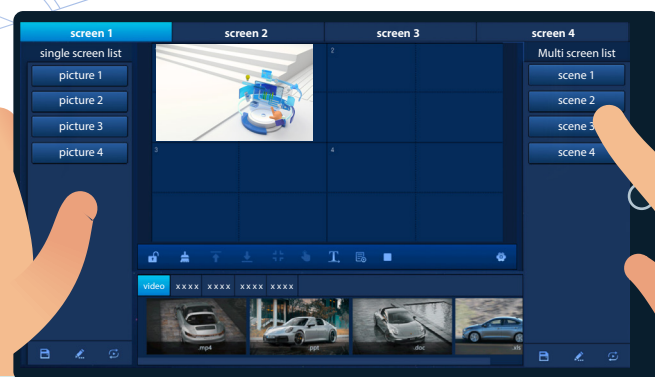 screen 1 screen 2 screen 3 screen 4
single screen list
Multi screen list
picture 1
picture 2
picture 3
picture 4
2
3
4
scene 1
scene 2
scene 3
scene 4
T
video xxxx xxxx xxxx xxxx
.mp4 .ppt .doc .xls